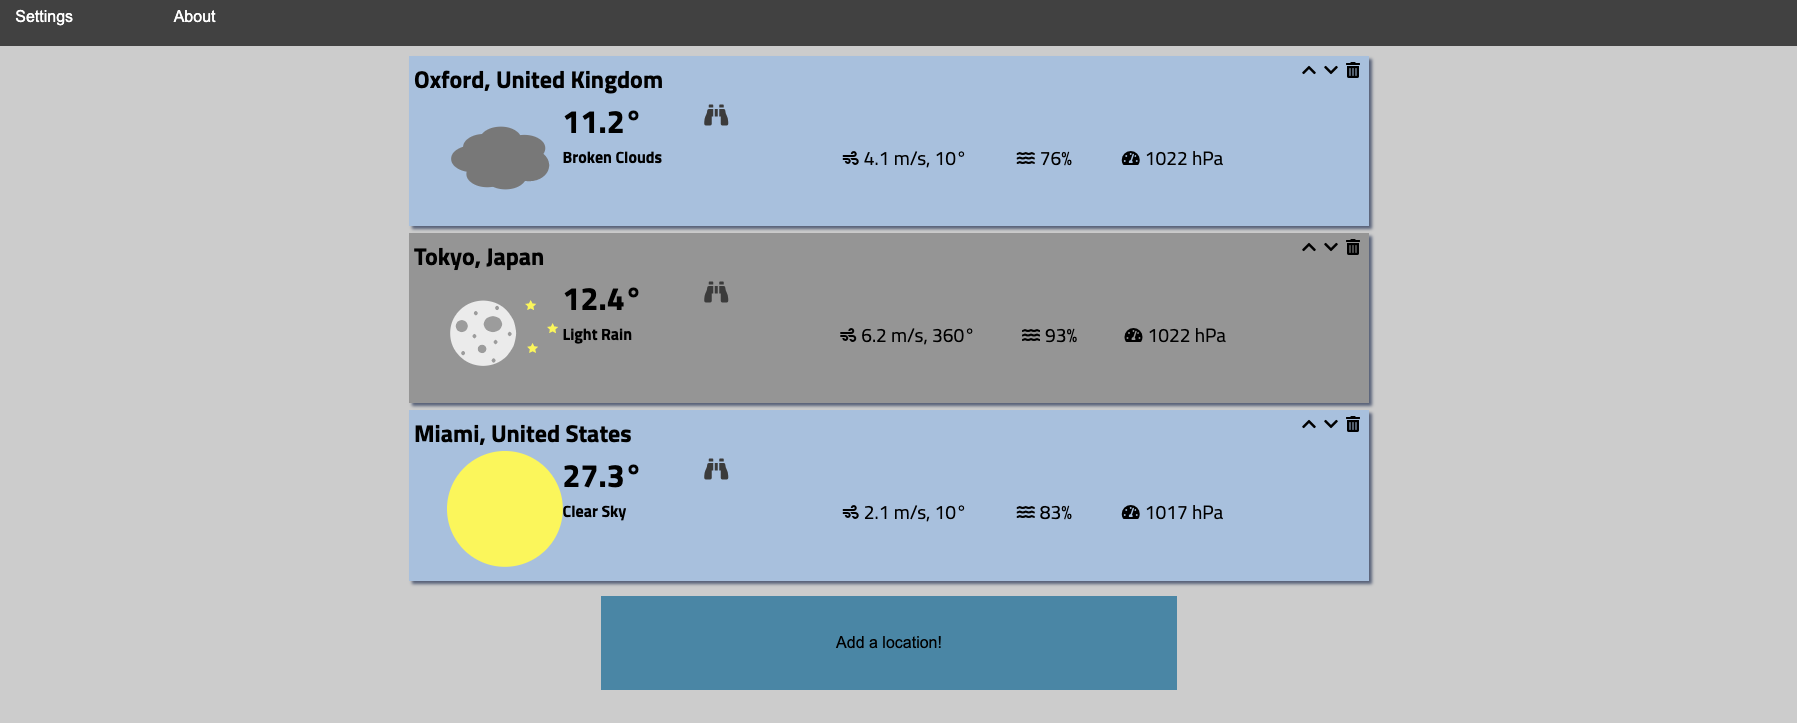 Settings About
Oxford, United Kingdom
11.2°
Broken Clouds
4.1 m/s, 10° 76% 1022 hPa
Tokyo, Japan
12.4°
Light Rain
6.2 m/s, 360° 93% 1022 hPa
Miami, United States
27.3°
Clear Sky
2.1 m/s, 10° 83% 1017 hPa
Add a location!